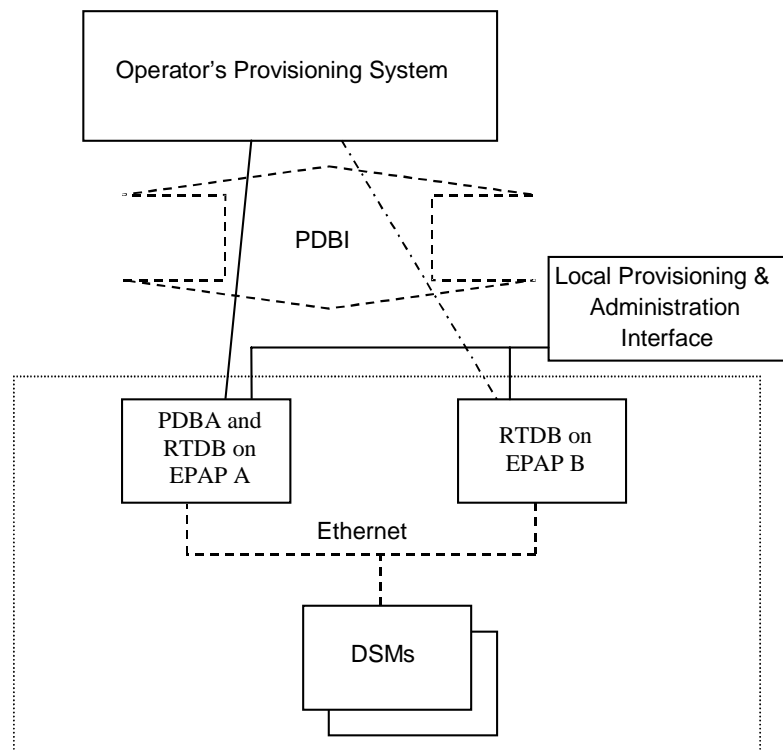 Operator's Provisioning System
PDBI
Local Provisioning &
Administration
Interface
PDBA and
RTDB on
EPAP A
RTDB on
EPAP B
Ethernet
DSMs